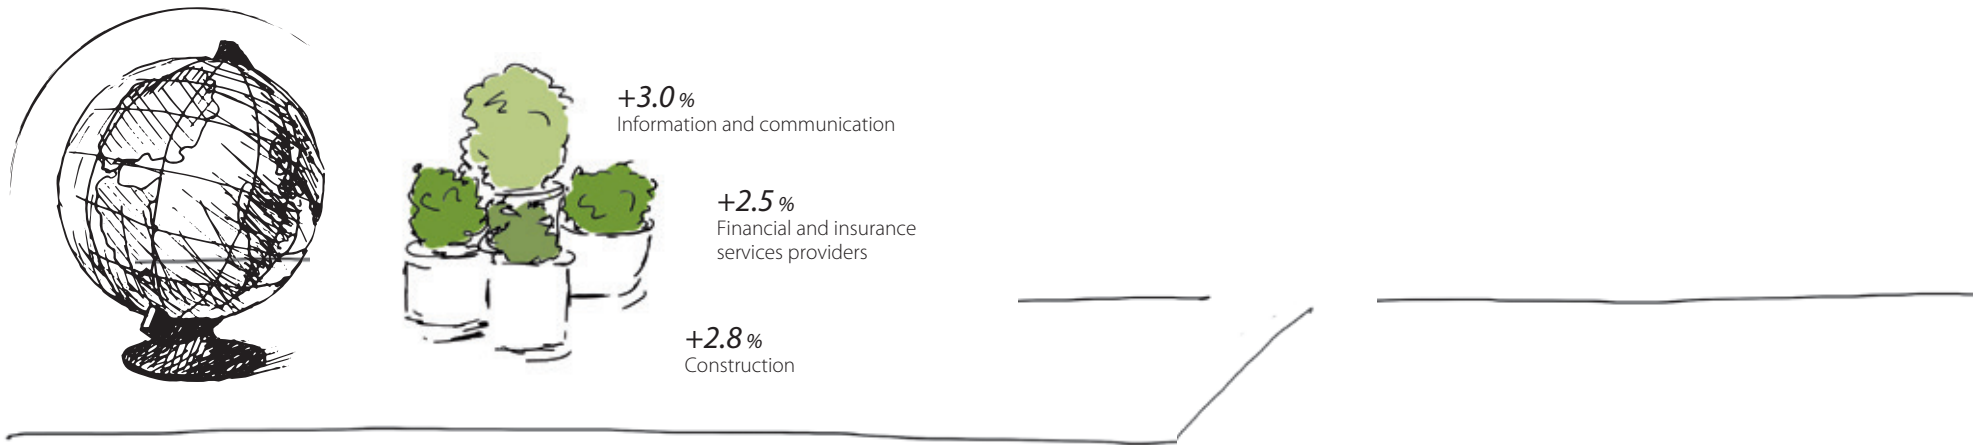 +3.0 %
Information and communication
+2.5 %
Financial and insurance
services providers
+2.8 %
Construction